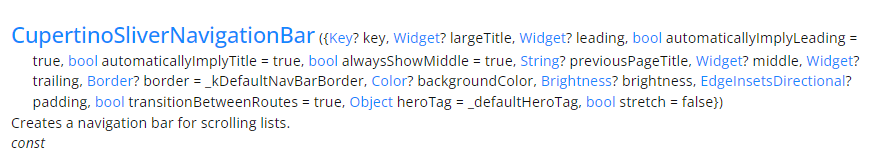 CupertinoSliverNavigationBar ({Key? key, Widget? largeTitle, Widget? leading, bool automaticallyImplyLeading =
true, bool automaticallyImplyTitle = true, bool alwaysShowMiddle = true, String? previousPageTitle, Widget? middle, Widget?
trailing, Border? border = _kDefaultNavBarBorder, Color? backgroundColor, Brightness? brightness, EdgeInsetsDirectional?
padding, bool transitionBetweenRoutes = true, Object heroTag = _defaultHeroTag, bool stretch = false})
Creates a navigation bar for scrolling lists.
const